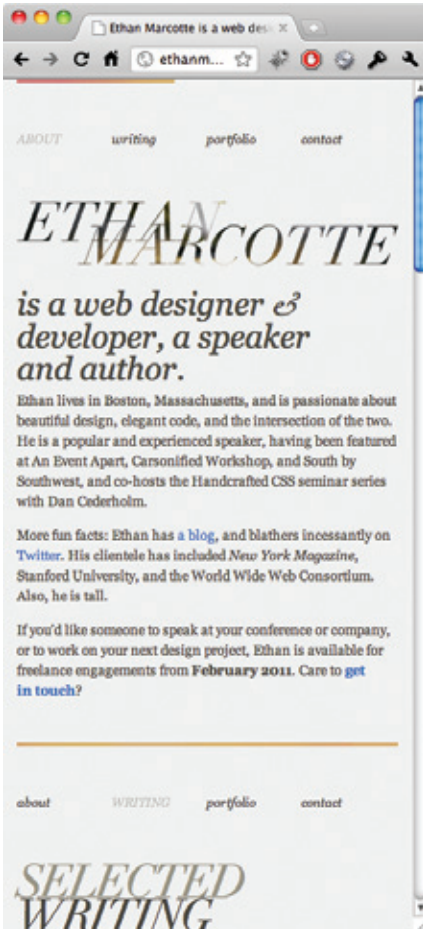 Ethan Marcotte is a web des
ethanm...
ABOUT writing portfolio contact
ETHAN
MARCOTTE
is a web designer &
developer, a speaker
and author.
Ethan lives in Boston, Massachusetts, and is passionate about
beautiful design, elegant code, and the intersection of the two.
He is a popular and experienced speaker, having been featured
at An Event Apart, Carsonified Workshop, and South by
Southwest, and co-hosts the Handcrafted CSS seminar series
with Dan Cederholm.
More fun facts: Ethan has a blog, and blathers incessantly on
Twitter. His clientele has included New York Magazine,
Stanford University, and the World Wide Web Consortium.
Also, he is tall.
If you'd like someone to speak at your conference or company,
or to work on your next design project, Ethan is available for
freelance engagements from February 2011. Care to get
in touch?
about WRITING portfolio contact
SELECTED
WRITING